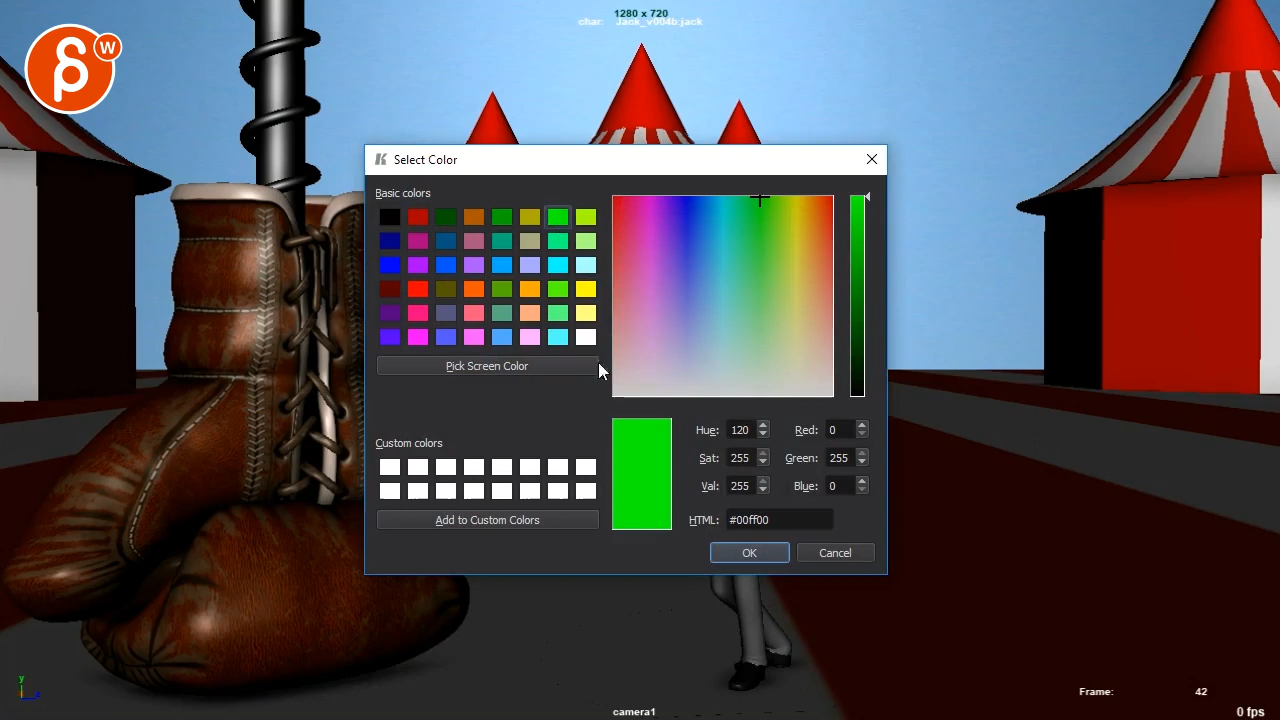 1280 x 720
char: Jack_v004b:jack
W
Select Color
Basic colors
Pick Screen Color
Custom colors
Add to Custom Colors
Hue: 120
Red: 0
Sat: 255
Green: 255
Val: 255
Blue: 0
HTML: #00ff00
OK
Cancel
y
z
Frame: 42
camera1
0 fps